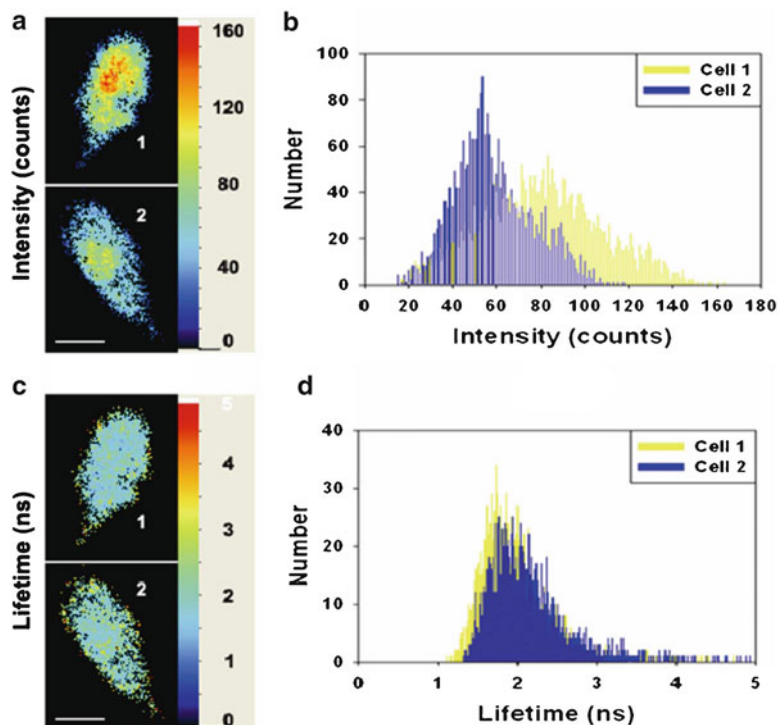 a
Intensity (counts)
1
2
160
120
80
40
0
b
Number
100
80
60
40
20
0
Cell 1
Cell 2
0 20 40 60 80 100 120 140 160 180
Intensity (counts)
c
Lifetime (ns)
1
2
5
4
3
2
1
0
d
Number
40
30
20
10
0
Cell 1
Cell 2
0 1 2 3 4 5
Lifetime (ns)